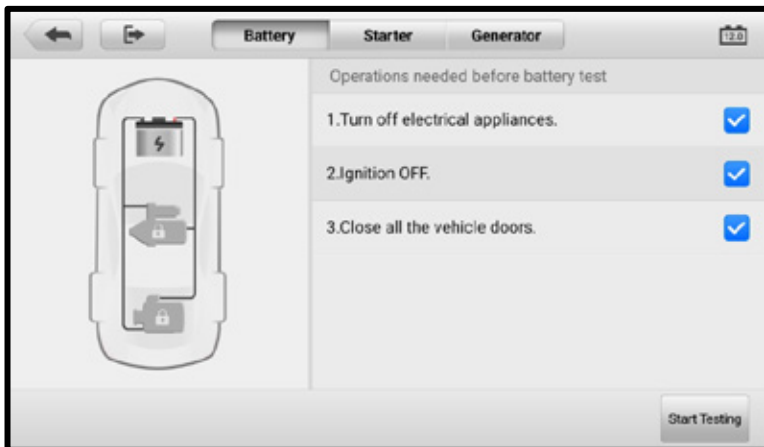 Battery Starter Generator 12.0
Operations needed before battery test
1.Turn off electrical appliances.
2.Ignition OFF.
3.Close all the vehicle doors.
Start Testing